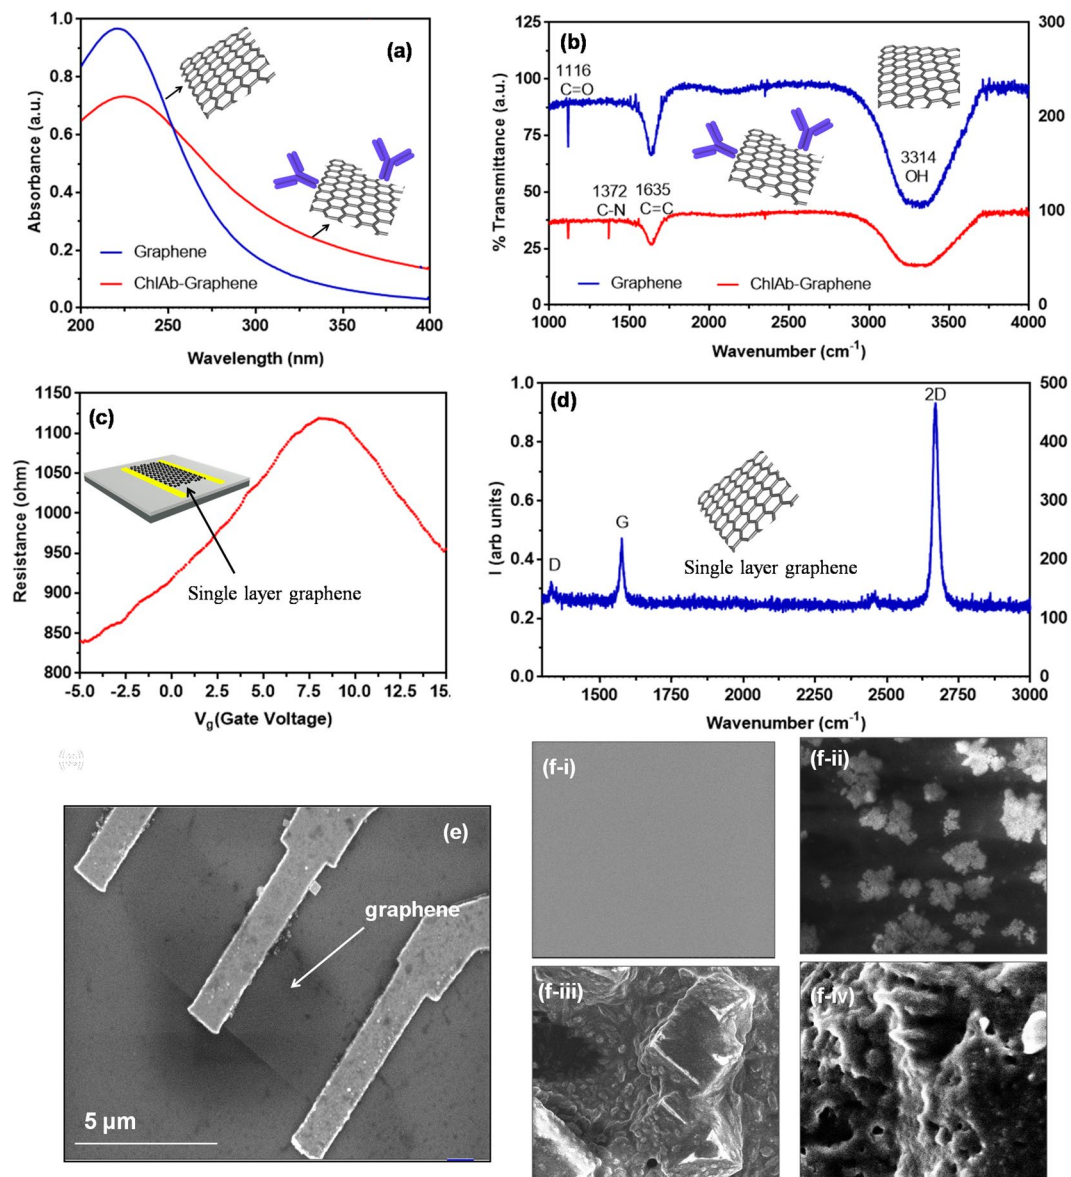 (a)
1.0
0.8
0.6
0.4
0.2
0.0
Absorbance (a.u.)
Graphene
ChlAb-Graphene
200 250 300 350 400
Wavelength (nm)
(b)
125
100
75
50
25
0
% Transmittance (a.u.)
300
200
100
0
1116
C=O
1372
C-N
1635
C=C
3314
OH
Graphene
ChlAb-Graphene
1000 1500 2000 2500 3000 3500 4000
Wavenumber (cm⁻¹)
(c)
1150
1100
1050
1000
950
900
850
800
Resistance (ohm)
Single layer graphene
-5.0 -2.5 0.0 2.5 5.0 7.5 10.0 12.5 15.
Vg(Gate Voltage)
(d)
1.0
0.8
0.6
0.4
0.2
0.0
I (arb units)
500
400
300
200
100
0
D
G
2D
Single layer graphene
1500 1750 2000 2250 2500 2750 3000
Wavenumber (cm⁻¹)
(e)
graphene
5 µm
(f-i)
(f-ii)
(f-iii)
(f-iv)